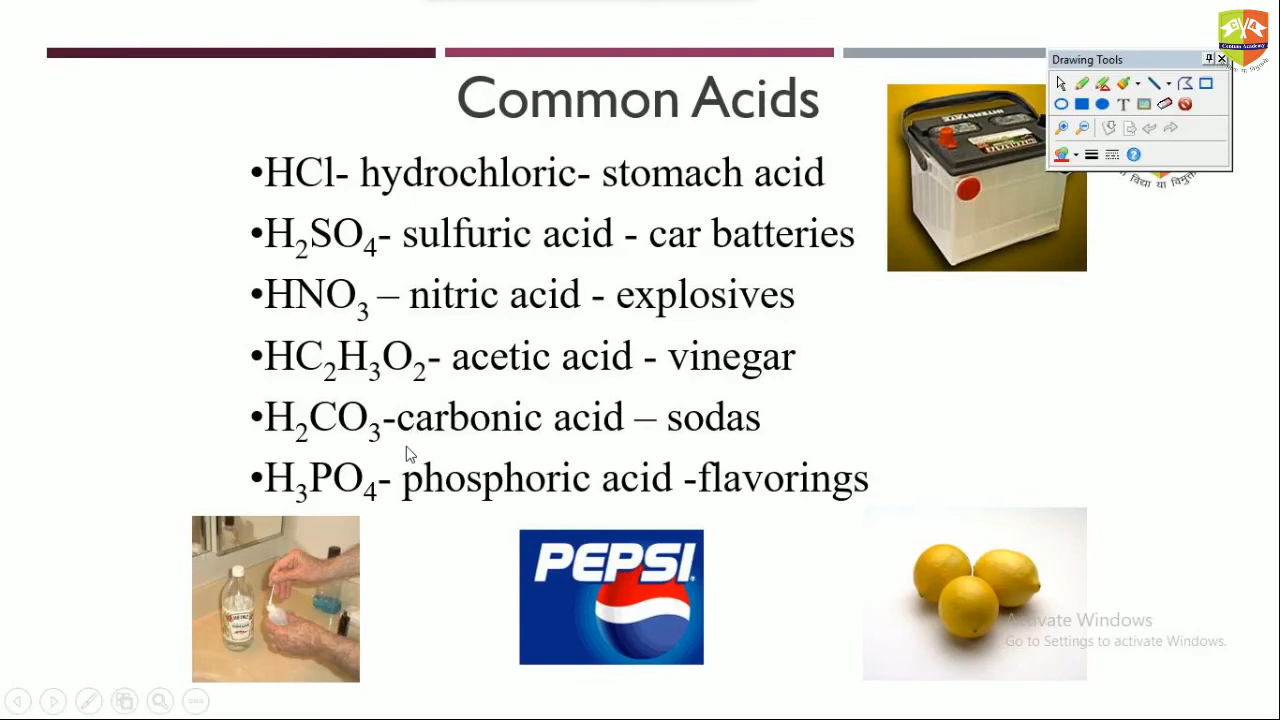 Common Acids
Drawing Tools
•HCl- hydrochloric- stomach acid
•H₂SO₄- sulfuric acid - car batteries
•HNO₃ – nitric acid - explosives
•HC₂H₃O₂- acetic acid - vinegar
•H₂CO₃-carbonic acid – sodas
•H₃PO₄- phosphoric acid -flavorings
INTERSTATE
PEPSI
Activate Windows
Go to Settings to activate Windows.